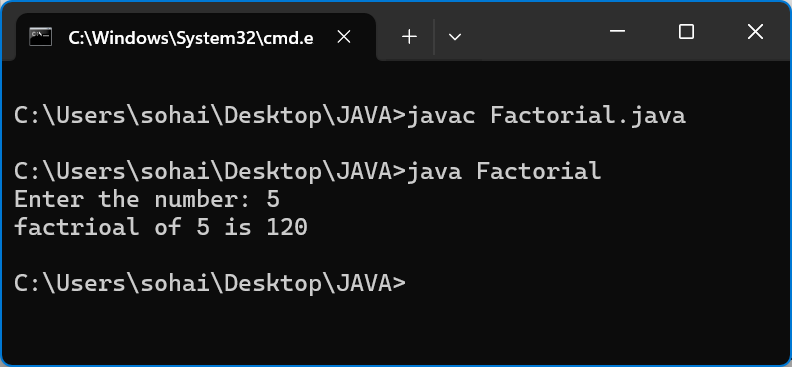 C:\Windows\System32\cmd.e
C:\Users\sohai\Desktop\JAVA>javac Factorial.java
C:\Users\sohai\Desktop\JAVA>java Factorial
Enter the number: 5
factrioal of 5 is 120
C:\Users\sohai\Desktop\JAVA>